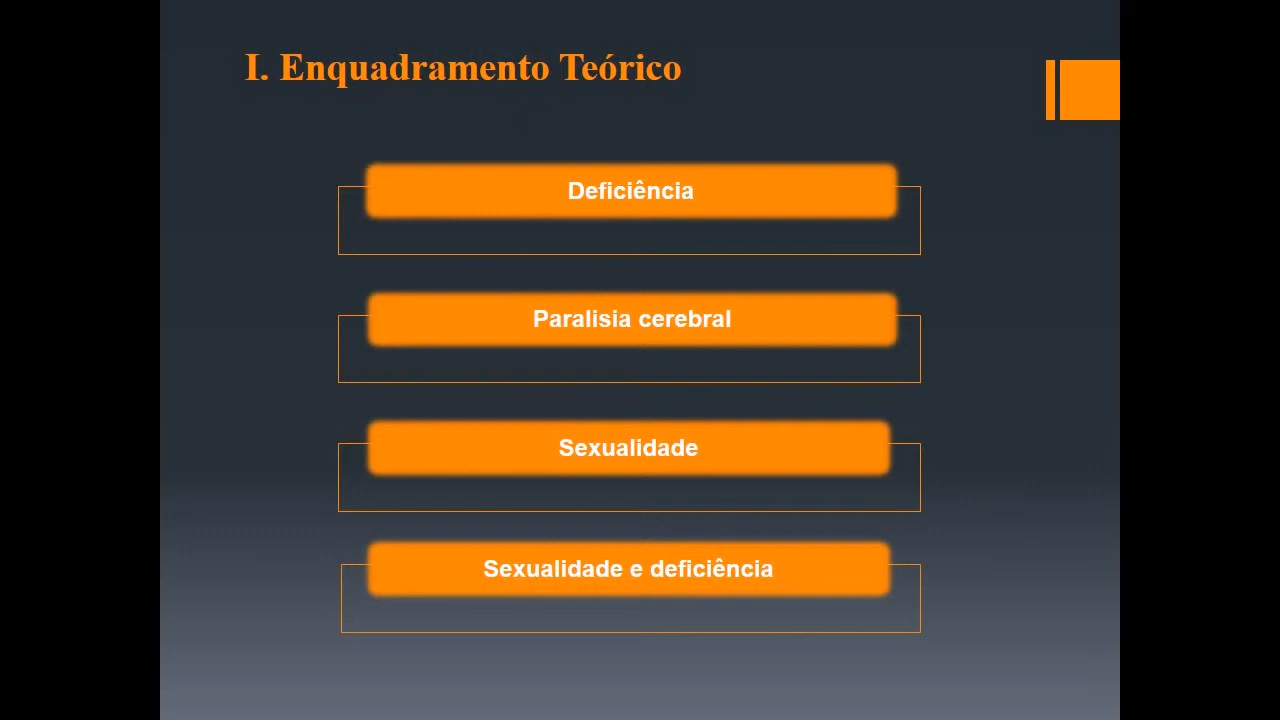 I. Enquadramento Teórico
Deficiência
Paralisia cerebral
Sexualidade
Sexualidade e deficiência